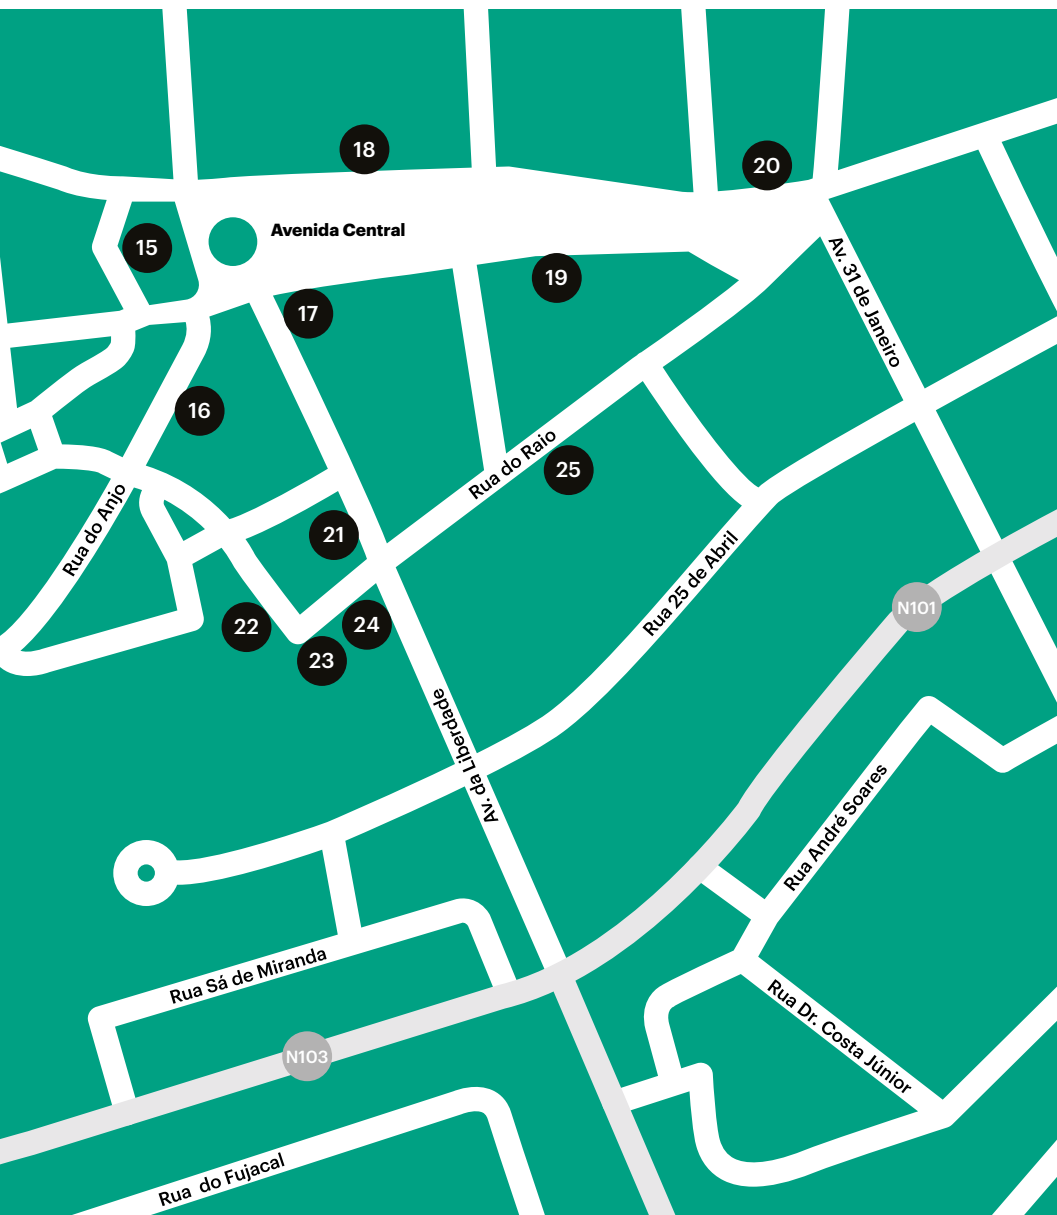 18
20
15
Avenida Central
19
17
Av. 31 de Janeiro
16
Rua do Raio
25
Rua do Anjo
21
Rua 25 de Abril
N101
22
24
23
Av. da Liberdade
Rua André Soares
Rua Sá de Miranda
Rua Dr. Costa Júnior
N103
Rua do Fujacal